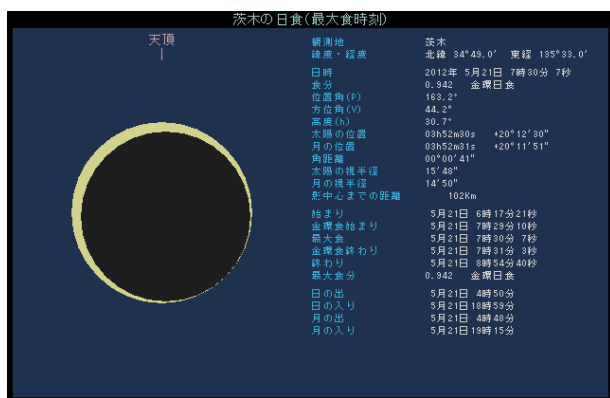 茨木の日食(最大食時刻)
天頂
観測地 茨木
緯度・経度 北緯 34°49.0′ 東経 135°33.0′
日時 2012年 5月21日 7時30分 7秒
食分 0.942 金環日食
位置角(P) 163.2°
方位角(V) 44.2°
高度(h) 30.7°
太陽の位置 03h52m30s +20°12′30″
月の位置 03h52m31s +20°11′51″
角距離 00°00′41″
太陽の視半径 15′48″
月の視半径 14′50″
影中心までの距離 102Km
始まり 5月21日 6時17分21秒
金環食始まり 5月21日 7時29分10秒
最大食 5月21日 7時30分 7秒
金環食終わり 5月21日 7時31分 3秒
終わり 5月21日 8時54分40秒
最大食分 0.942 金環日食
日の出 5月21日 4時50分
日の入り 5月21日18時59分
月の出 5月21日 4時48分
月の入り 5月21日19時15分